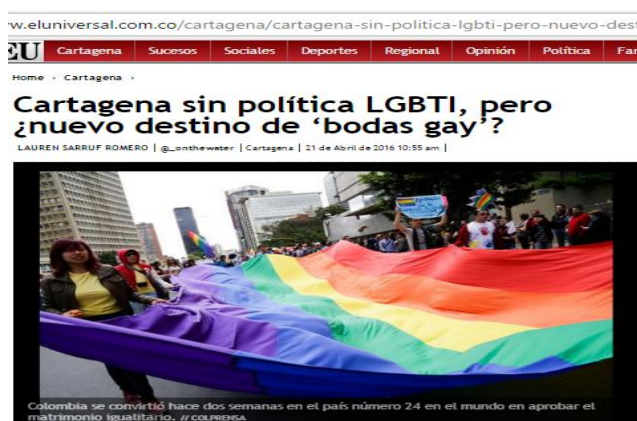 w.eluniversal.com.co/cartagena/cartagena-sin-politica-lgbti-pero-nuevo-dest
EU Cartagena Sucesos Sociales Deportes Regional Opinión Política Far
Home › Cartagena ›
Cartagena sin política LGBTI, pero
¿nuevo destino de ‘bodas gay’?
LAUREN SARRUF ROMERO | @_onthewater | Cartagena | 21 de Abril de 2016 10:55 am |
Colombia se convirtió hace dos semanas en el país número 24 en el mundo en aprobar el
matrimonio igualitario. // COLPRENSA